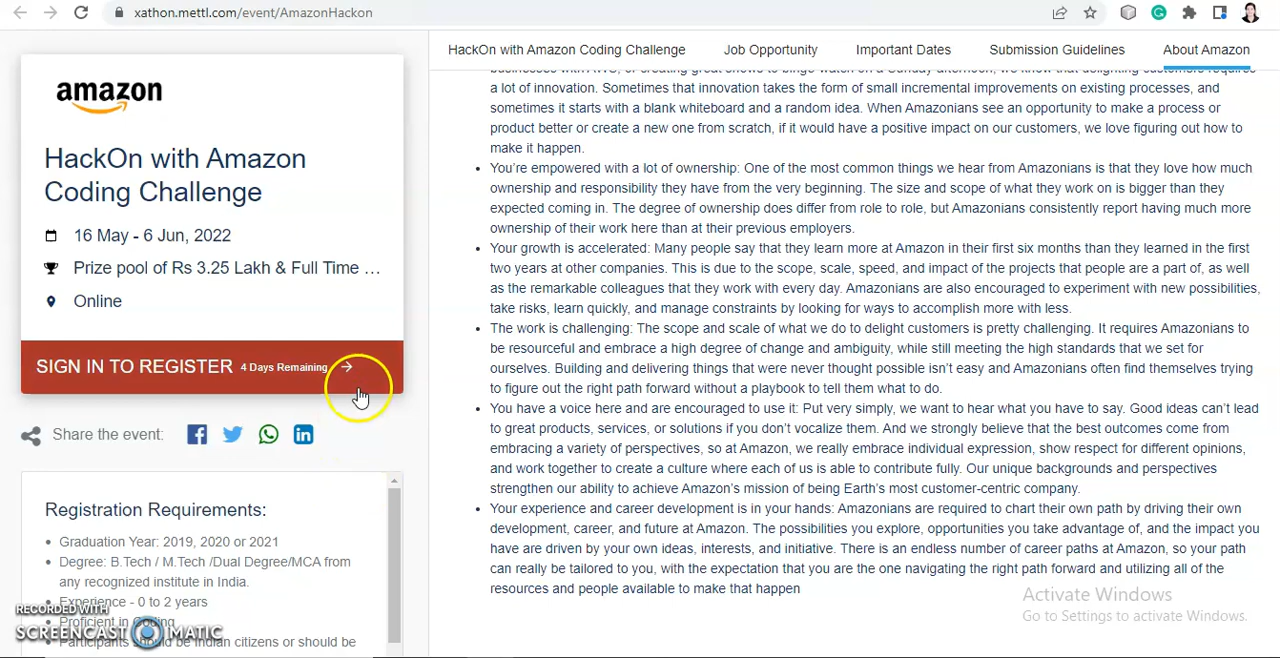 xathon.mettl.com/event/AmazonHackon
amazon
HackOn with Amazon
Coding Challenge
16 May - 6 Jun, 2022
Prize pool of Rs 3.25 Lakh & Full Time …
Online
SIGN IN TO REGISTER 4 Days Remaining →
Share the event:
Registration Requirements:
• Graduation Year: 2019, 2020 or 2021
• Degree: B.Tech / M.Tech /Dual Degree/MCA from
any recognized institute in India.
• Experience - 0 to 2 years
• Proficient in Coding
• Participants should be Indian citizens or should be
RECORDED WITH
SCREENCAST MATIC
HackOn with Amazon Coding Challenge Job Opportunity Important Dates Submission Guidelines About Amazon
businesses with AWS, or creating great shows to binge-watch on a Sunday afternoon, we know that delighting customers requires
a lot of innovation. Sometimes that innovation takes the form of small incremental improvements on existing processes, and
sometimes it starts with a blank whiteboard and a random idea. When Amazonians see an opportunity to make a process or
product better or create a new one from scratch, if it would have a positive impact on our customers, we love figuring out how to
make it happen.
• You're empowered with a lot of ownership: One of the most common things we hear from Amazonians is that they love how much
ownership and responsibility they have from the very beginning. The size and scope of what they work on is bigger than they
expected coming in. The degree of ownership does differ from role to role, but Amazonians consistently report having much more
ownership of their work here than at their previous employers.
• Your growth is accelerated: Many people say that they learn more at Amazon in their first six months than they learned in the first
two years at other companies. This is due to the scope, scale, speed, and impact of the projects that people are a part of, as well
as the remarkable colleagues that they work with every day. Amazonians are also encouraged to experiment with new possibilities,
take risks, learn quickly, and manage constraints by looking for ways to accomplish more with less.
• The work is challenging: The scope and scale of what we do to delight customers is pretty challenging. It requires Amazonians to
be resourceful and embrace a high degree of change and ambiguity, while still meeting the high standards that we set for
ourselves. Building and delivering things that were never thought possible isn't easy and Amazonians often find themselves trying
to figure out the right path forward without a playbook to tell them what to do.
• You have a voice here and are encouraged to use it: Put very simply, we want to hear what you have to say. Good ideas can't lead
to great products, services, or solutions if you don't vocalize them. And we strongly believe that the best outcomes come from
embracing a variety of perspectives, so at Amazon, we really embrace individual expression, show respect for different opinions,
and work together to create a culture where each of us is able to contribute fully. Our unique backgrounds and perspectives
strengthen our ability to achieve Amazon's mission of being Earth's most customer-centric company.
• Your experience and career development is in your hands: Amazonians are required to chart their own path by driving their own
development, career, and future at Amazon. The possibilities you explore, opportunities you take advantage of, and the impact you
have are driven by your own ideas, interests, and initiative. There is an endless number of career paths at Amazon, so your path
can really be tailored to you, with the expectation that you are the one navigating the right path forward and utilizing all of the
resources and people available to make that happen
Activate Windows
Go to Settings to activate Windows.